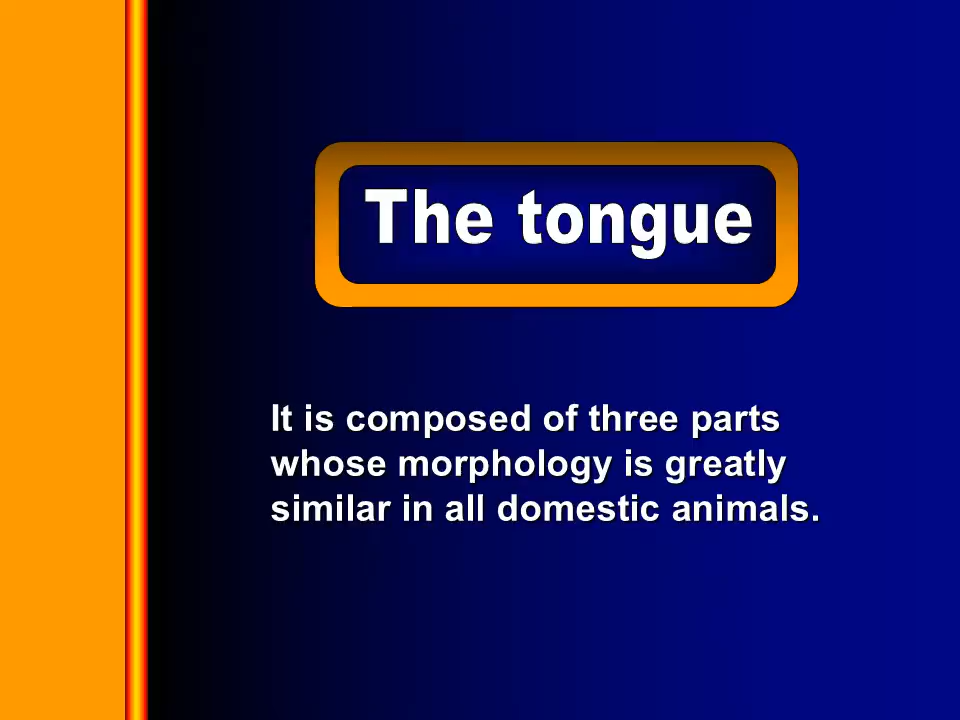 The tongue
It is composed of three parts
whose morphology is greatly
similar in all domestic animals.